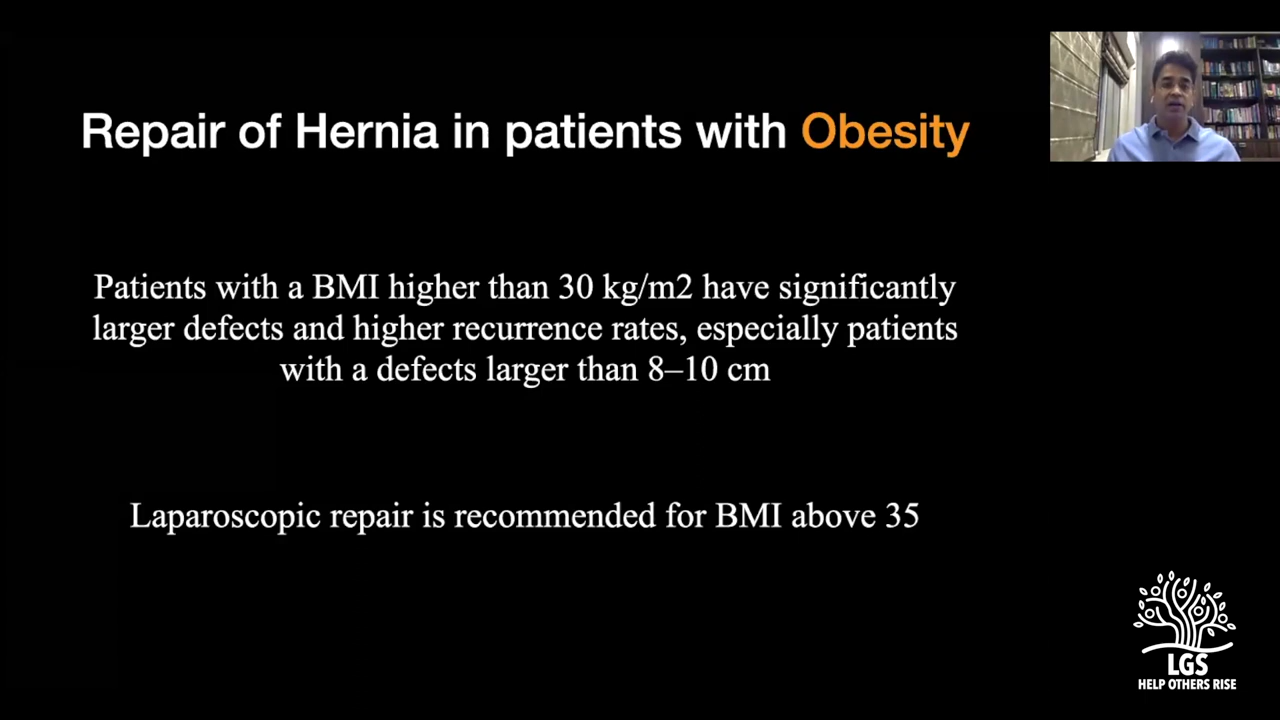 Repair of Hernia in patients with Obesity
Patients with a BMI higher than 30 kg/m2 have significantly
larger defects and higher recurrence rates, especially patients
with a defects larger than 8–10 cm
Laparoscopic repair is recommended for BMI above 35
LGS
HELP OTHERS RISE